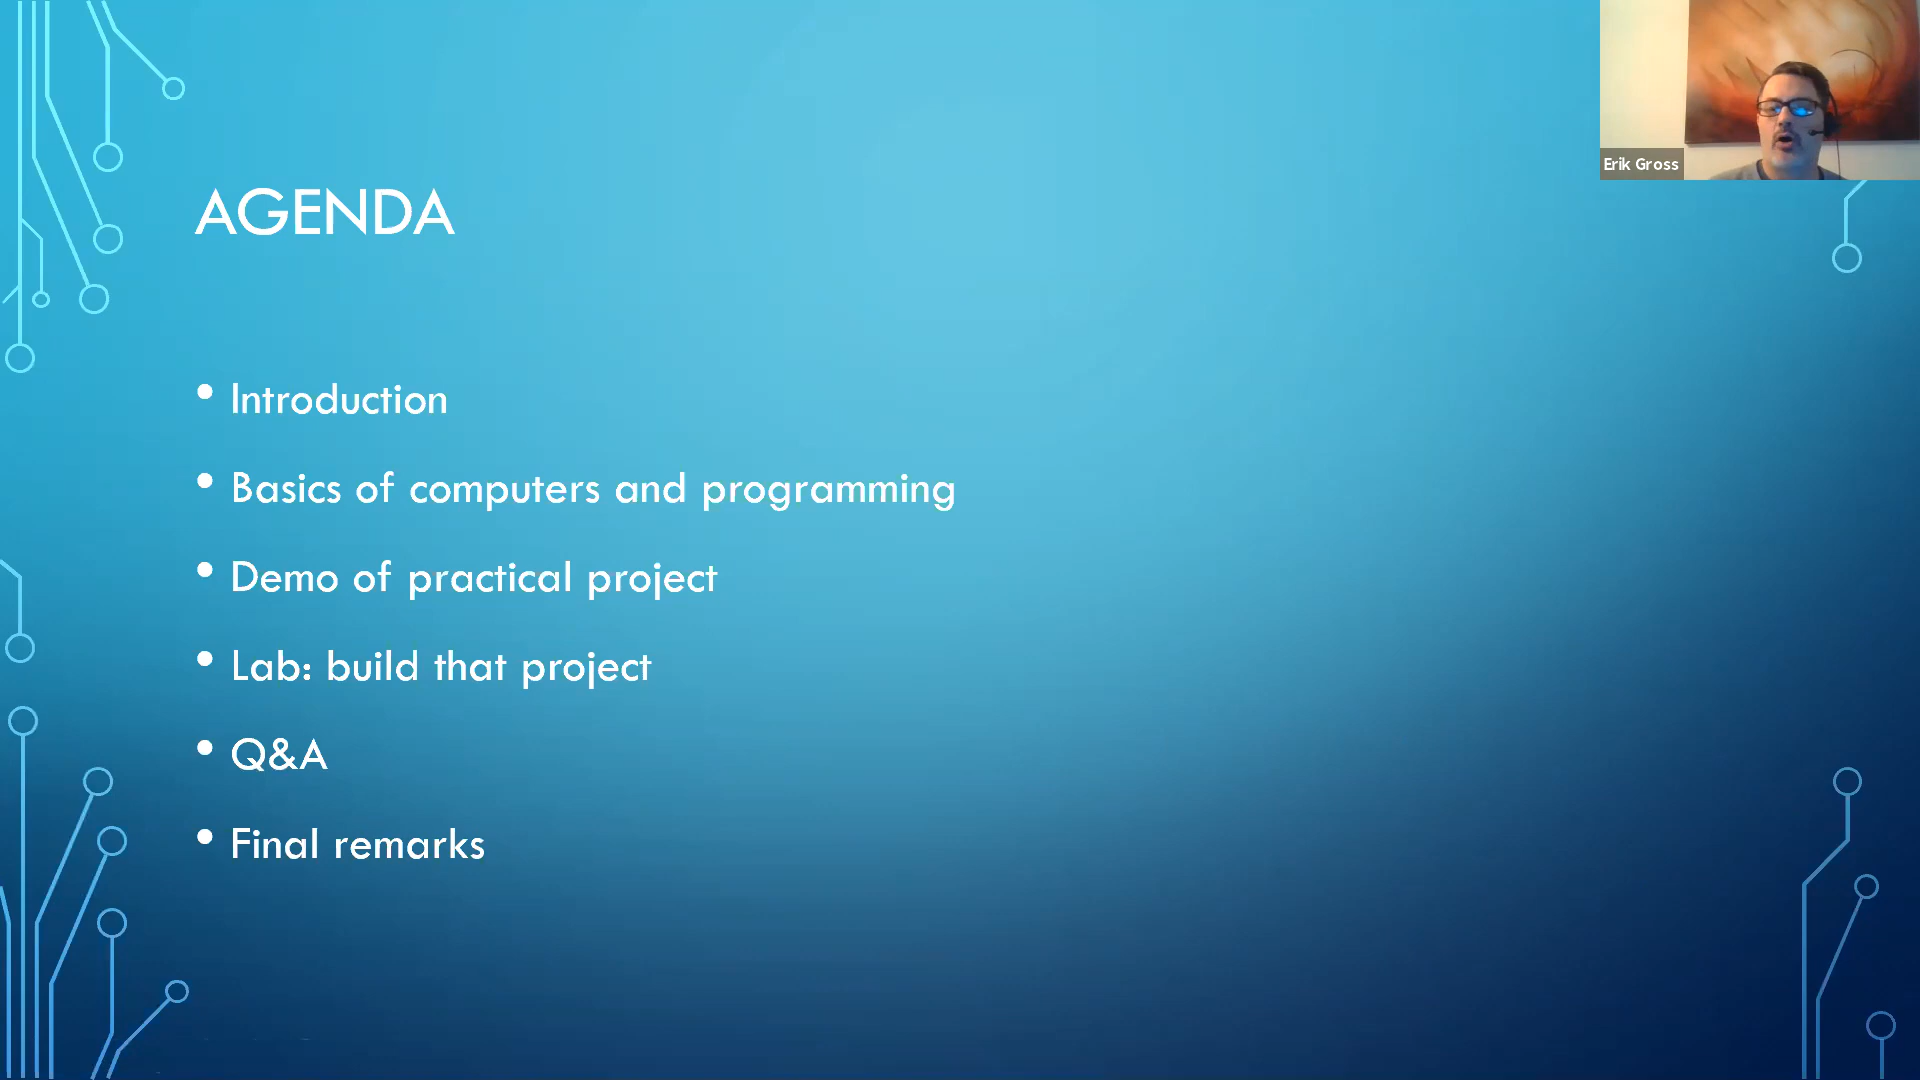 Erik Gross
AGENDA
• Introduction
• Basics of computers and programming
• Demo of practical project
• Lab: build that project
• Q&A
• Final remarks